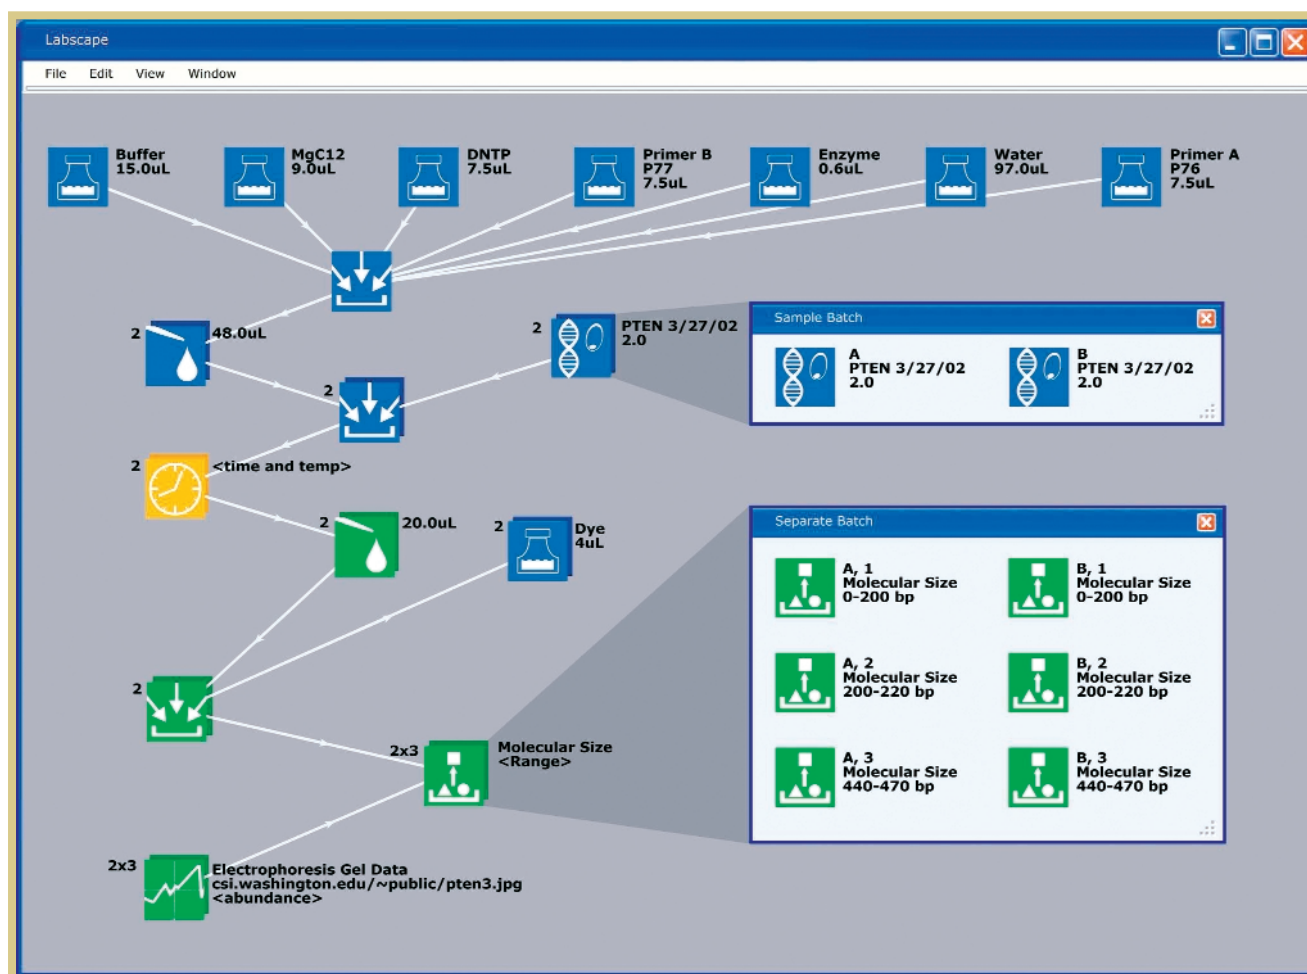 Labscape
File Edit View Window
Buffer
15.0uL
MgC12
9.0uL
DNTP
7.5uL
Primer B
P77
7.5uL
Enzyme
0.6uL
Water
97.0uL
Primer A
P76
7.5uL
2
48.0uL
2
PTEN 3/27/02
2.0
Sample Batch
A
PTEN 3/27/02
2.0
B
PTEN 3/27/02
2.0
2
2
<time and temp>
2
20.0uL
2
Dye
4uL
Separate Batch
A, 1
Molecular Size
0-200 bp
B, 1
Molecular Size
0-200 bp
A, 2
Molecular Size
200-220 bp
B, 2
Molecular Size
200-220 bp
A, 3
Molecular Size
440-470 bp
B, 3
Molecular Size
440-470 bp
2
2x3
Molecular Size
<Range>
2x3
Electrophoresis Gel Data
csi.washington.edu/~public/pten3.jpg
<abundance>